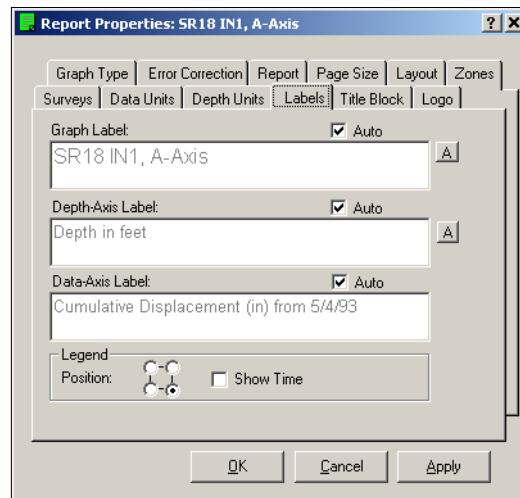 Report Properties: SR18 IN1, A-Axis
Graph Type Error Correction Report Page Size Layout Zones
Surveys Data Units Depth Units Labels Title Block Logo
Graph Label: Auto
SR18 IN1, A-Axis A
Depth-Axis Label: Auto
Depth in feet A
Data-Axis Label: Auto
Cumulative Displacement (in) from 5/4/93
Legend
Position: Show Time
OK Cancel Apply